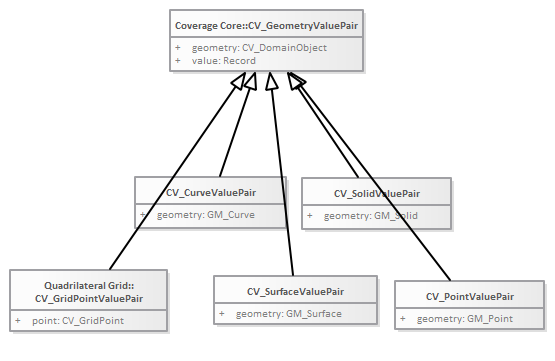 Coverage Core::CV_GeometryValuePair
+ geometry: CV_DomainObject
+ value: Record
CV_CurveValuePair
+ geometry: GM_Curve
CV_SolidValuePair
+ geometry: GM_Solid
Quadrilateral Grid::
CV_GridPointValuePair
+ point: CV_GridPoint
CV_SurfaceValuePair
+ geometry: GM_Surface
CV_PointValuePair
+ geometry: GM_Point